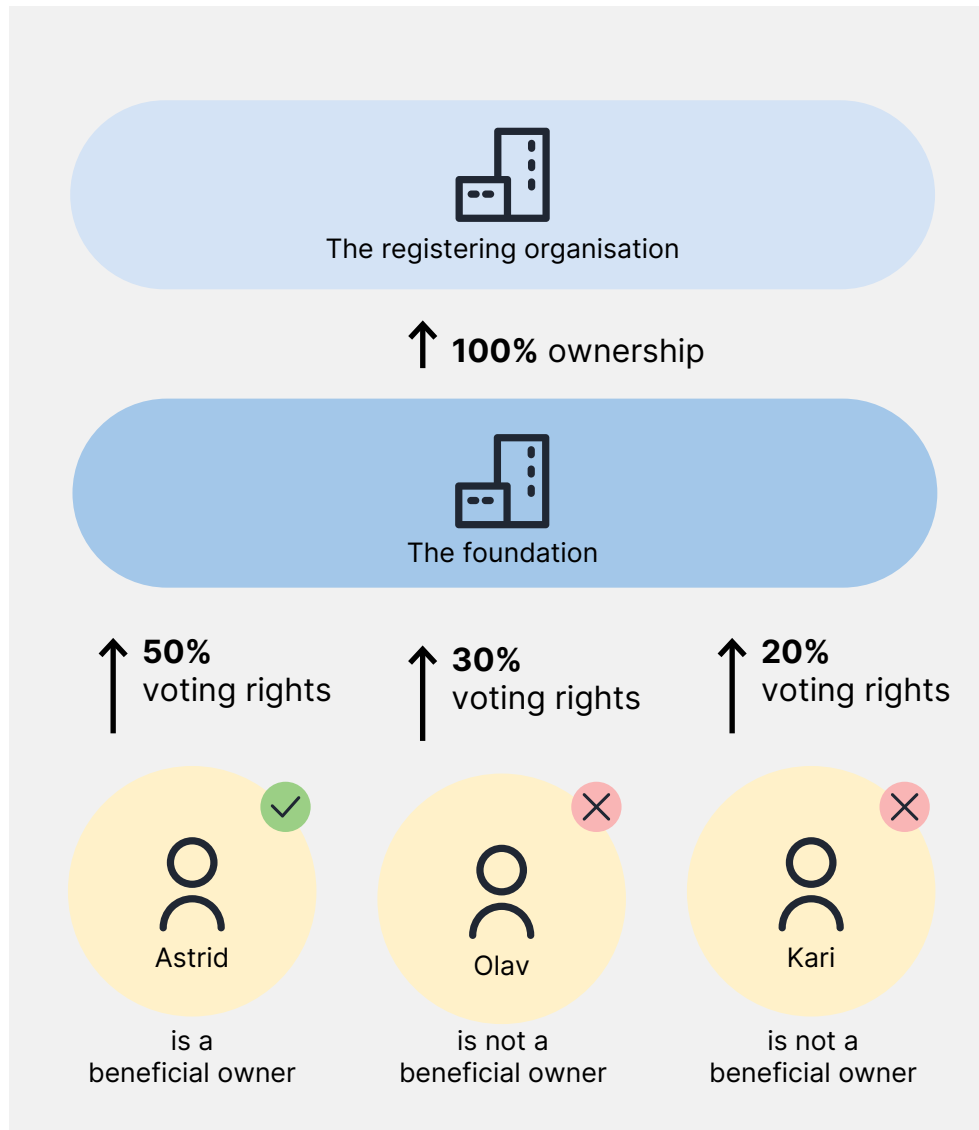 The registering organisation
100% ownership
The foundation
50%
voting rights
30%
voting rights
20%
voting rights
Astrid
is a
beneficial owner
Olav
is not a
beneficial owner
Kari
is not a
beneficial owner